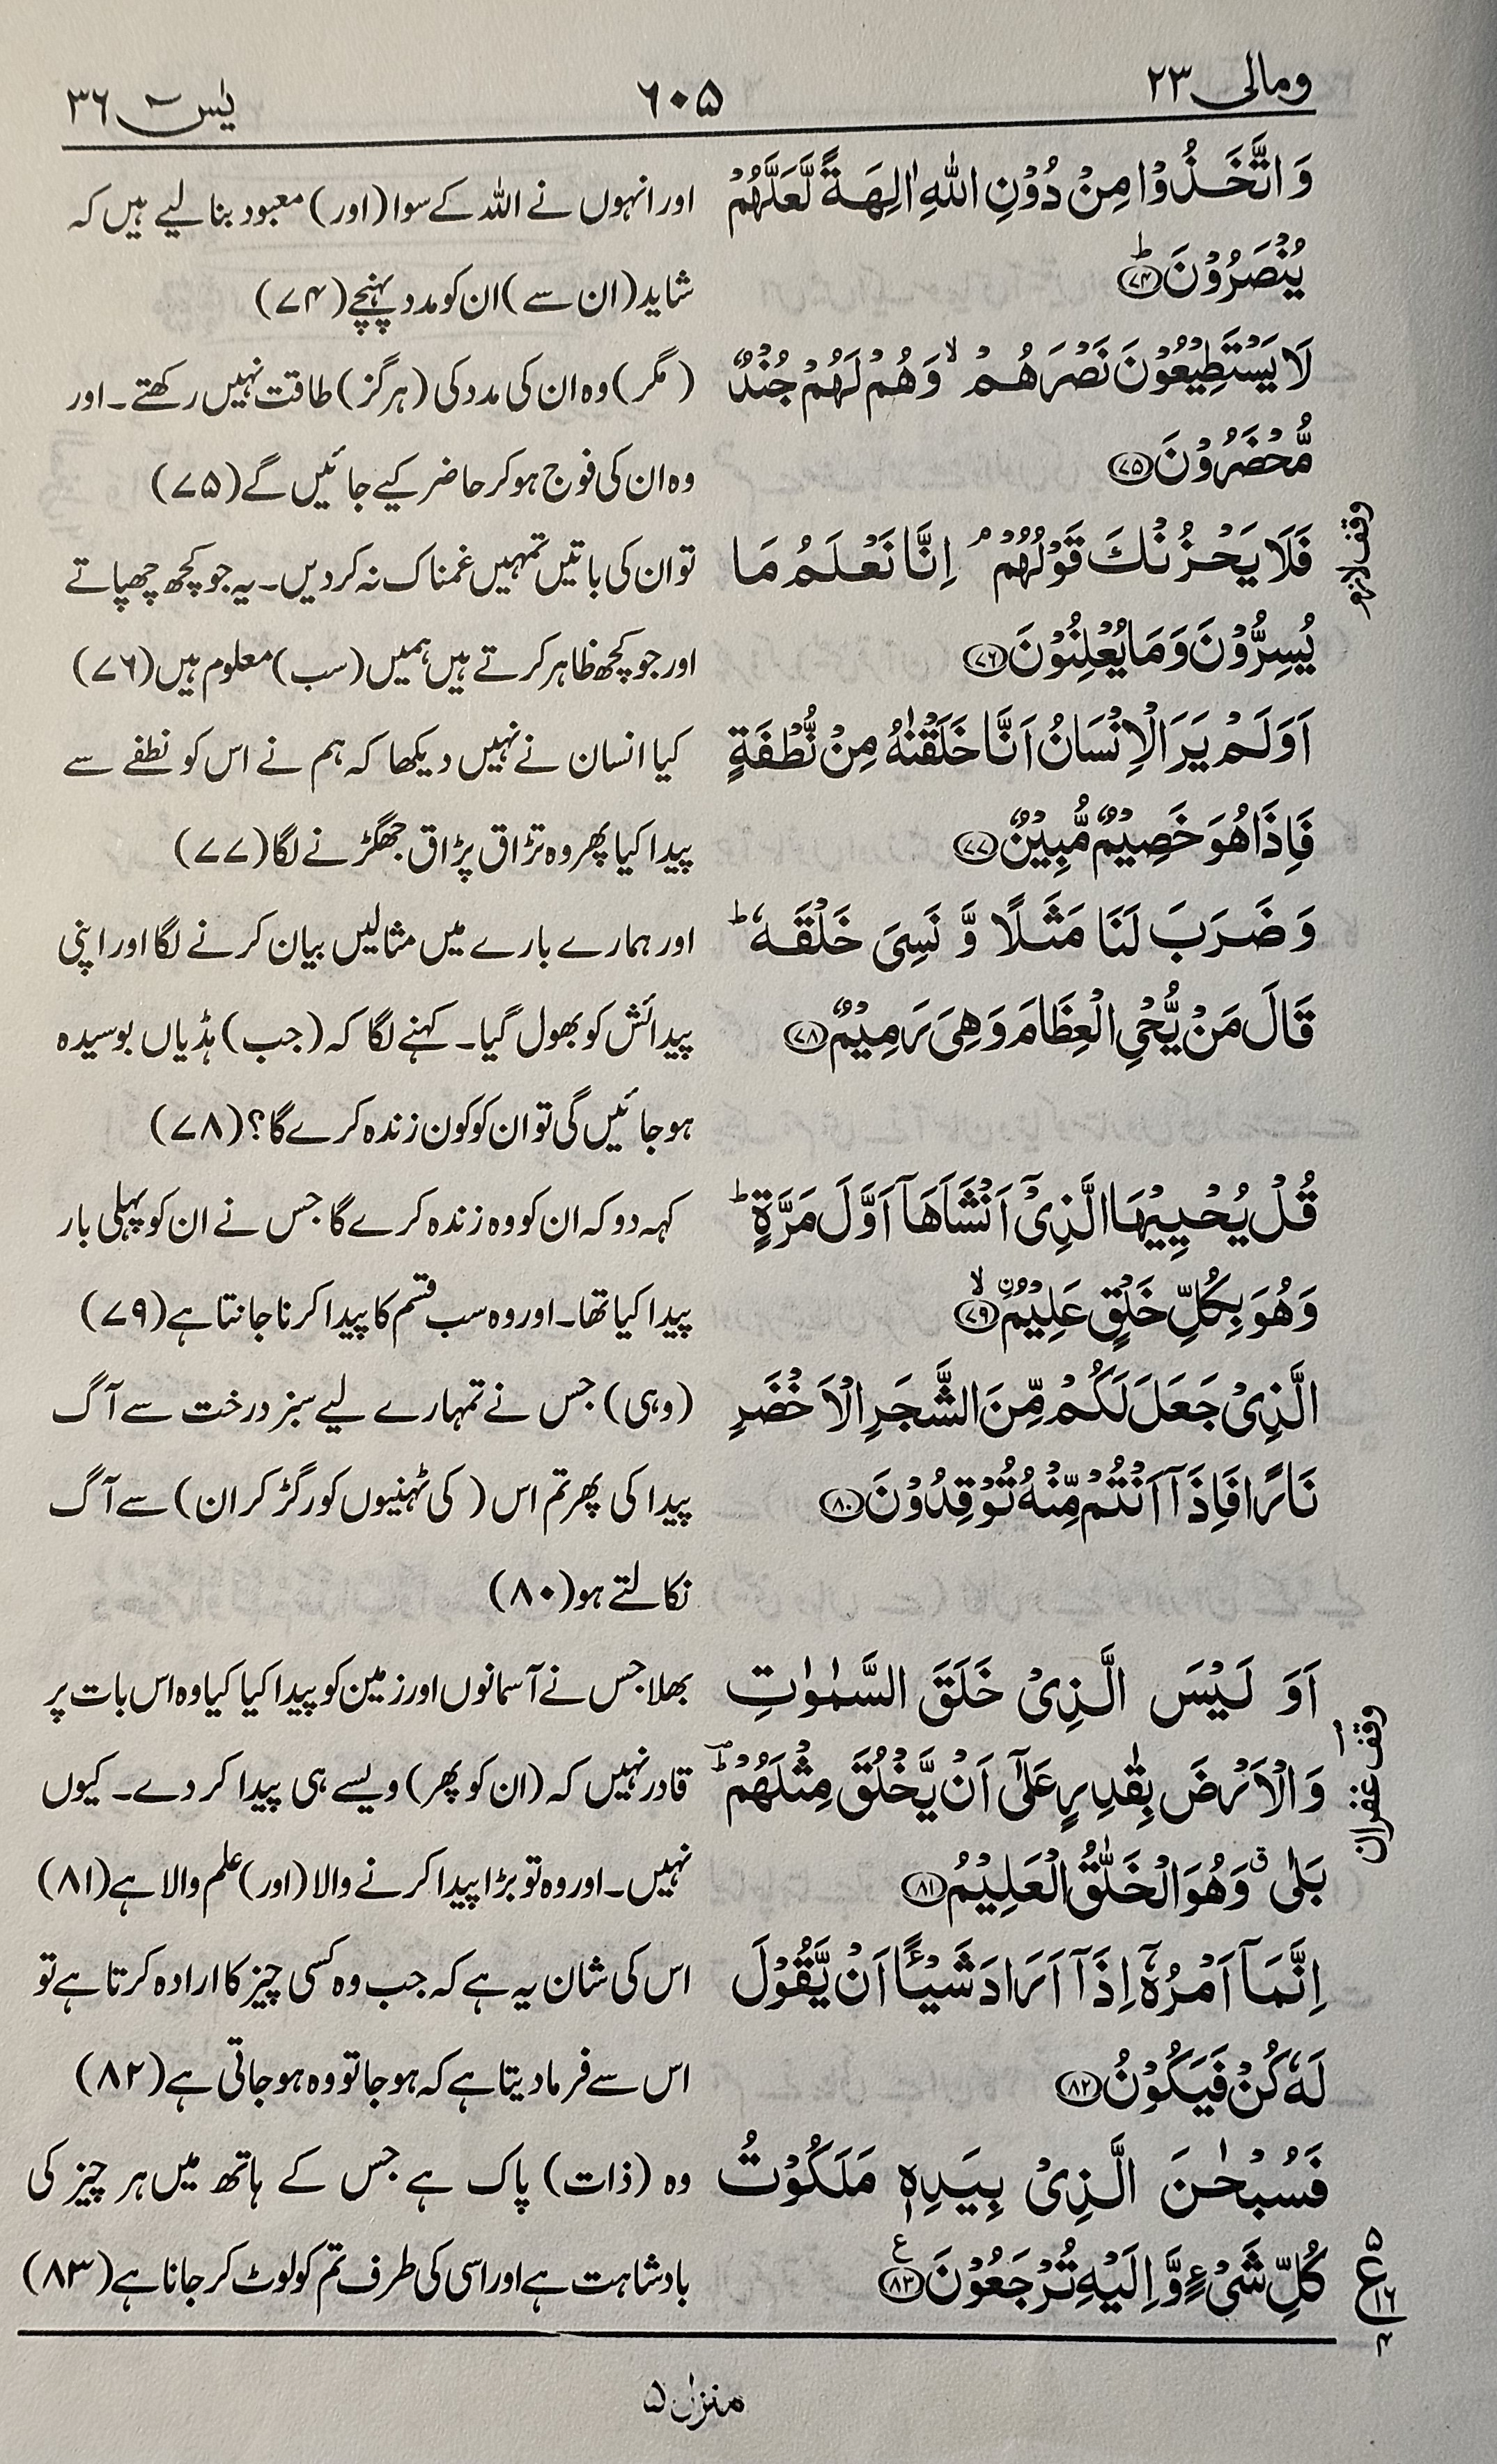 ومالی ۲۳
۶۰۵
یٰس ۳۶
وَاتَّخَذُوْا مِنْ دُوْنِ اللّٰهِ اٰلِهَةً لَّعَلَّهُمْ
يُنْصَرُوْنَ ؕ۝۷۴
لَا يَسْتَطِيْعُوْنَ نَصْرَهُمْ ۙ وَهُمْ لَهُمْ جُنْدٌ
مُّحْضَرُوْنَ ۝۷۵
فَلَا يَحْزُنْكَ قَوْلُهُمْ ۘ اِنَّا نَعْلَمُ مَا
يُسِرُّوْنَ وَمَا يُعْلِنُوْنَ ۝۷۶
اَوَلَمْ يَرَ الْاِنْسَانُ اَنَّا خَلَقْنٰهُ مِنْ نُّطْفَةٍ
فَاِذَا هُوَ خَصِيْمٌ مُّبِيْنٌ ۝۷۷
وَضَرَبَ لَنَا مَثَلًا وَّ نَسِىَ خَلْقَهٗ ؕ
قَالَ مَنْ يُّحْىِ الْعِظَامَ وَهِىَ رَمِيْمٌ ۝۷۸
قُلْ يُحْيِيْهَا الَّذِىْۤ اَنْشَاَهَاۤ اَوَّلَ مَرَّةٍ ؕ
وَهُوَ بِكُلِّ خَلْقٍ عَلِيْمُۨ ۙ۝۷۹
الَّذِىْ جَعَلَ لَكُمْ مِّنَ الشَّجَرِ الْاَخْضَرِ
نَارًا فَاِذَاۤ اَنْتُمْ مِّنْهُ تُوْقِدُوْنَ ۝۸۰
اَوَ لَيْسَ الَّذِىْ خَلَقَ السَّمٰوٰتِ
وَالْاَرْضَ بِقٰدِرٍ عَلٰٓى اَنْ يَّخْلُقَ مِثْلَهُمْ ؕؔ
بَلٰى ۗ وَهُوَ الْخَلّٰقُ الْعَلِيْمُ ۝۸۱
اِنَّمَاۤ اَمْرُهٗۤ اِذَاۤ اَرَادَ شَيْـًٔا اَنْ يَّقُوْلَ
لَهٗ كُنْ فَيَكُوْنُ ۝۸۲
فَسُبْحٰنَ الَّذِىْ بِيَدِهٖ مَلَكُوْتُ
كُلِّ شَىْءٍ وَّاِلَيْهِ تُرْجَعُوْنَ ۝۸۳
اور انہوں نے اللہ کے سوا (اور) معبود بنا لیے ہیں کہ
شاید (ان سے) ان کو مدد پہنچے (۷۴)
(مگر) وہ ان کی مدد کی (ہرگز) طاقت نہیں رکھتے۔ اور
وہ ان کی فوج ہو کر حاضر کیے جائیں گے (۷۵)
تو ان کی باتیں تمہیں غمناک نہ کر دیں۔ یہ جو کچھ چھپاتے
اور جو کچھ ظاہر کرتے ہیں ہمیں (سب) معلوم ہیں (۷۶)
کیا انسان نے نہیں دیکھا کہ ہم نے اس کو نطفے سے
پیدا کیا پھر وہ تڑاق پڑاق جھگڑنے لگا (۷۷)
اور ہمارے بارے میں مثالیں بیان کرنے لگا اور اپنی
پیدائش کو بھول گیا۔ کہنے لگا کہ (جب) ہڈیاں بوسیدہ
ہو جائیں گی تو ان کو کون زندہ کرے گا؟ (۷۸)
کہہ دو کہ ان کو وہ زندہ کرے گا جس نے ان کو پہلی بار
پیدا کیا تھا۔ اور وہ سب قسم کا پیدا کرنا جانتا ہے (۷۹)
(وہی) جس نے تمہارے لیے سبز درخت سے آگ
پیدا کی پھر تم اس (کی ٹہنیوں کو رگڑ کر ان) سے آگ
نکالتے ہو (۸۰)
بھلا جس نے آسمانوں اور زمین کو پیدا کیا کیا وہ اس بات پر
قادر نہیں کہ (ان کو پھر) ویسے ہی پیدا کر دے۔ کیوں
نہیں۔ اور وہ تو بڑا پیدا کرنے والا (اور) علم والا ہے (۸۱)
اس کی شان یہ ہے کہ جب وہ کسی چیز کا ارادہ کرتا ہے تو
اس سے فرما دیتا ہے کہ ہو جا تو وہ ہو جاتی ہے (۸۲)
وہ (ذات) پاک ہے جس کے ہاتھ میں ہر چیز کی
بادشاہت ہے اور اسی کی طرف تم کو لوٹ کر جانا ہے (۸۳)
وقف لازم
وقف غفران
۵
ع
۱۶
۴
منزل ۵